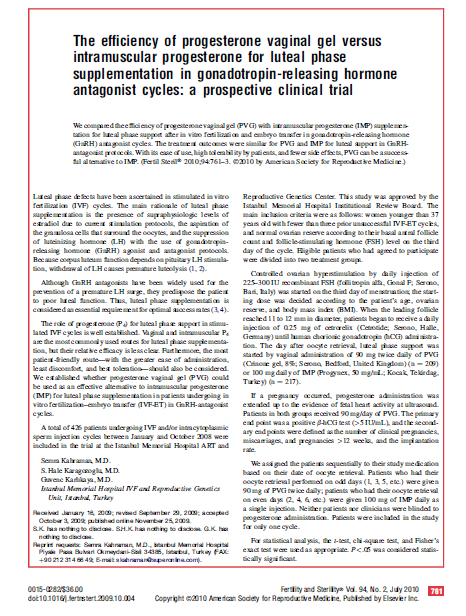 The efficiency of progesterone vaginal gel versus
intramuscular progesterone for luteal phase
supplementation in gonadotropin-releasing hormone
antagonist cycles: a prospective clinical trial
We compared the efficiency of progesterone vaginal gel (PVG) with intramuscular progesterone (IMP) supplemen-
tation for luteal phase support after in vitro fertilization and embryo transfer in gonadotropin-releasing hormone
(GnRH) antagonist cycles. The treatment outcomes were similar for PVG and IMP for luteal support in GnRH-
antagonist protocols. With its ease of use, high tolerability by patients, and fewer side effects, PVG can be a success-
ful alternative to IMP. (Fertil Steril® 2010;94:761–3. ©2010 by American Society for Reproductive Medicine.)
Luteal phase defects have been ascertained in stimulated in vitro
fertilization (IVF) cycles. The main rationale of luteal phase
supplementation is the presence of supraphysiologic levels of
estradiol due to current stimulation protocols, the aspiration of
the granulosa cells that surround the oocytes, and the suppression
of luteinizing hormone (LH) with the use of gonadotropin-
releasing hormone (GnRH) agonist and antagonist protocols.
Because corpus luteum function depends on pituitary LH stimula-
tion, withdrawal of LH causes premature luteolysis (1, 2).
Although GnRH antagonists have been widely used for the
prevention of a premature LH surge, they predispose the patient
to poor luteal function. Thus, luteal phase supplementation is
considered an essential requirement for optimal success rates (3, 4).
The role of progesterone (P4) for luteal phase support in stimu-
lated IVF cycles is well established. Vaginal and intramuscular P4
are the most commonly used routes for luteal phase supplementa-
tion, but their relative efficacy is less clear. Furthermore, the most
patient-friendly route—with the greater ease of administration,
least discomfort, and best toleration—should also be considered.
We established whether progesterone vaginal gel (PVG) could
be used as an effective alternative to intramuscular progesterone
(IMP) for luteal phase supplementation in patients undergoing in
vitro fertilization–embryo transfer (IVF-ET) in GnRH-antagonist
cycles.
A total of 426 patients undergoing IVF and/or intracytoplasmic
sperm injection cycles between January and October 2008 were
included in the trial at the Istanbul Memorial Hospital ART and
Semra Kahraman, M.D.
S. Hale Karagozoglu, M.D.
Guvenc Karlıkaya, M.D.
Istanbul Memorial Hospital IVF and Reproductive Genetics
Unit, Istanbul, Turkey
Received January 15, 2009; revised September 29, 2009; accepted
October 3, 2009; published online November 25, 2009.
S.K. has nothing to disclose. S.H.K. has nothing to disclose. G.K. has
nothing to disclose.
Reprint requests: Semra Kahraman, M.D., Istanbul Memorial Hospital
Piyale Pasa Bulvari Okmeydani-Sisli 34385, Istanbul, Turkey (FAX:
+90 212 314 66 49; E-mail: skahraman@superonline.com).
Reproductive Genetics Center. This study was approved by the
Istanbul Memorial Hospital Institutional Review Board. The
main inclusion criteria were as follows: women younger than 37
years old with fewer than three prior unsuccessful IVF-ET cycles,
and normal ovarian reserve according to their basal antral follicle
count and follicle-stimulating hormone (FSH) level on the third
day of the cycle. Eligible patients who had agreed to participate
were divided into two treatment groups.
Controlled ovarian hyperstimulation by daily injection of
225–300 IU recombinant FSH (follitropin alfa, Gonal F; Serono,
Bari, Italy) was started on the third day of menstruation; the start-
ing dose was decided according to the patient's age, ovarian
reserve, and body mass index (BMI). When the leading follicle
reached 11 to 12 mm in diameter, patients began to receive a daily
injection of 0.25 mg of cetrorelix (Cetrotide; Serono, Halle,
Germany) until human chorionic gonadotropin (hCG) administra-
tion. The day after oocyte retrieval, luteal phase support was
started by vaginal administration of 90 mg twice daily of PVG
(Crinone gel, 8%; Serono, Bedford, United Kingdom) (n = 209)
or 100 mg daily of IMP (Progynex, 50 mg/mL; Kocak, Tekirdag,
Turkey) (n = 217).
If a pregnancy occurred, progesterone administration was
extended up to the evidence of fetal heart activity at ultrasound.
Patients in both groups received 90 mg/day of PVG. The primary
end point was a positive β-hCG test (>5 IU/mL), and the second-
ary end points were defined as the number of clinical pregnancies,
miscarriages, and pregnancies >12 weeks, and the implantation
rate.
We assigned the patients sequentially to their study medication
based on their date of oocyte retrieval. Patients who had their
oocyte retrieval performed on odd days (1, 3, 5, etc.) were given
90 mg of PVG twice daily; patients who had their oocyte retrieval
on even days (2, 4, 6, etc.) were given 100 mg of IMP daily as
a single injection. Neither patients nor clinicians were blinded to
progesterone administration. Patients were included in the study
for only one cycle.
For statistical analysis, the t-test, chi-square test, and Fisher's
exact test were used as appropriate. P<.05 was considered statis-
tically significant.
0015-0282/$36.00
doi:10.1016/j.fertnstert.2009.10.004
Fertility and Sterility® Vol. 94, No. 2, July 2010
Copyright ©2010 American Society for Reproductive Medicine, Published by Elsevier Inc.
761